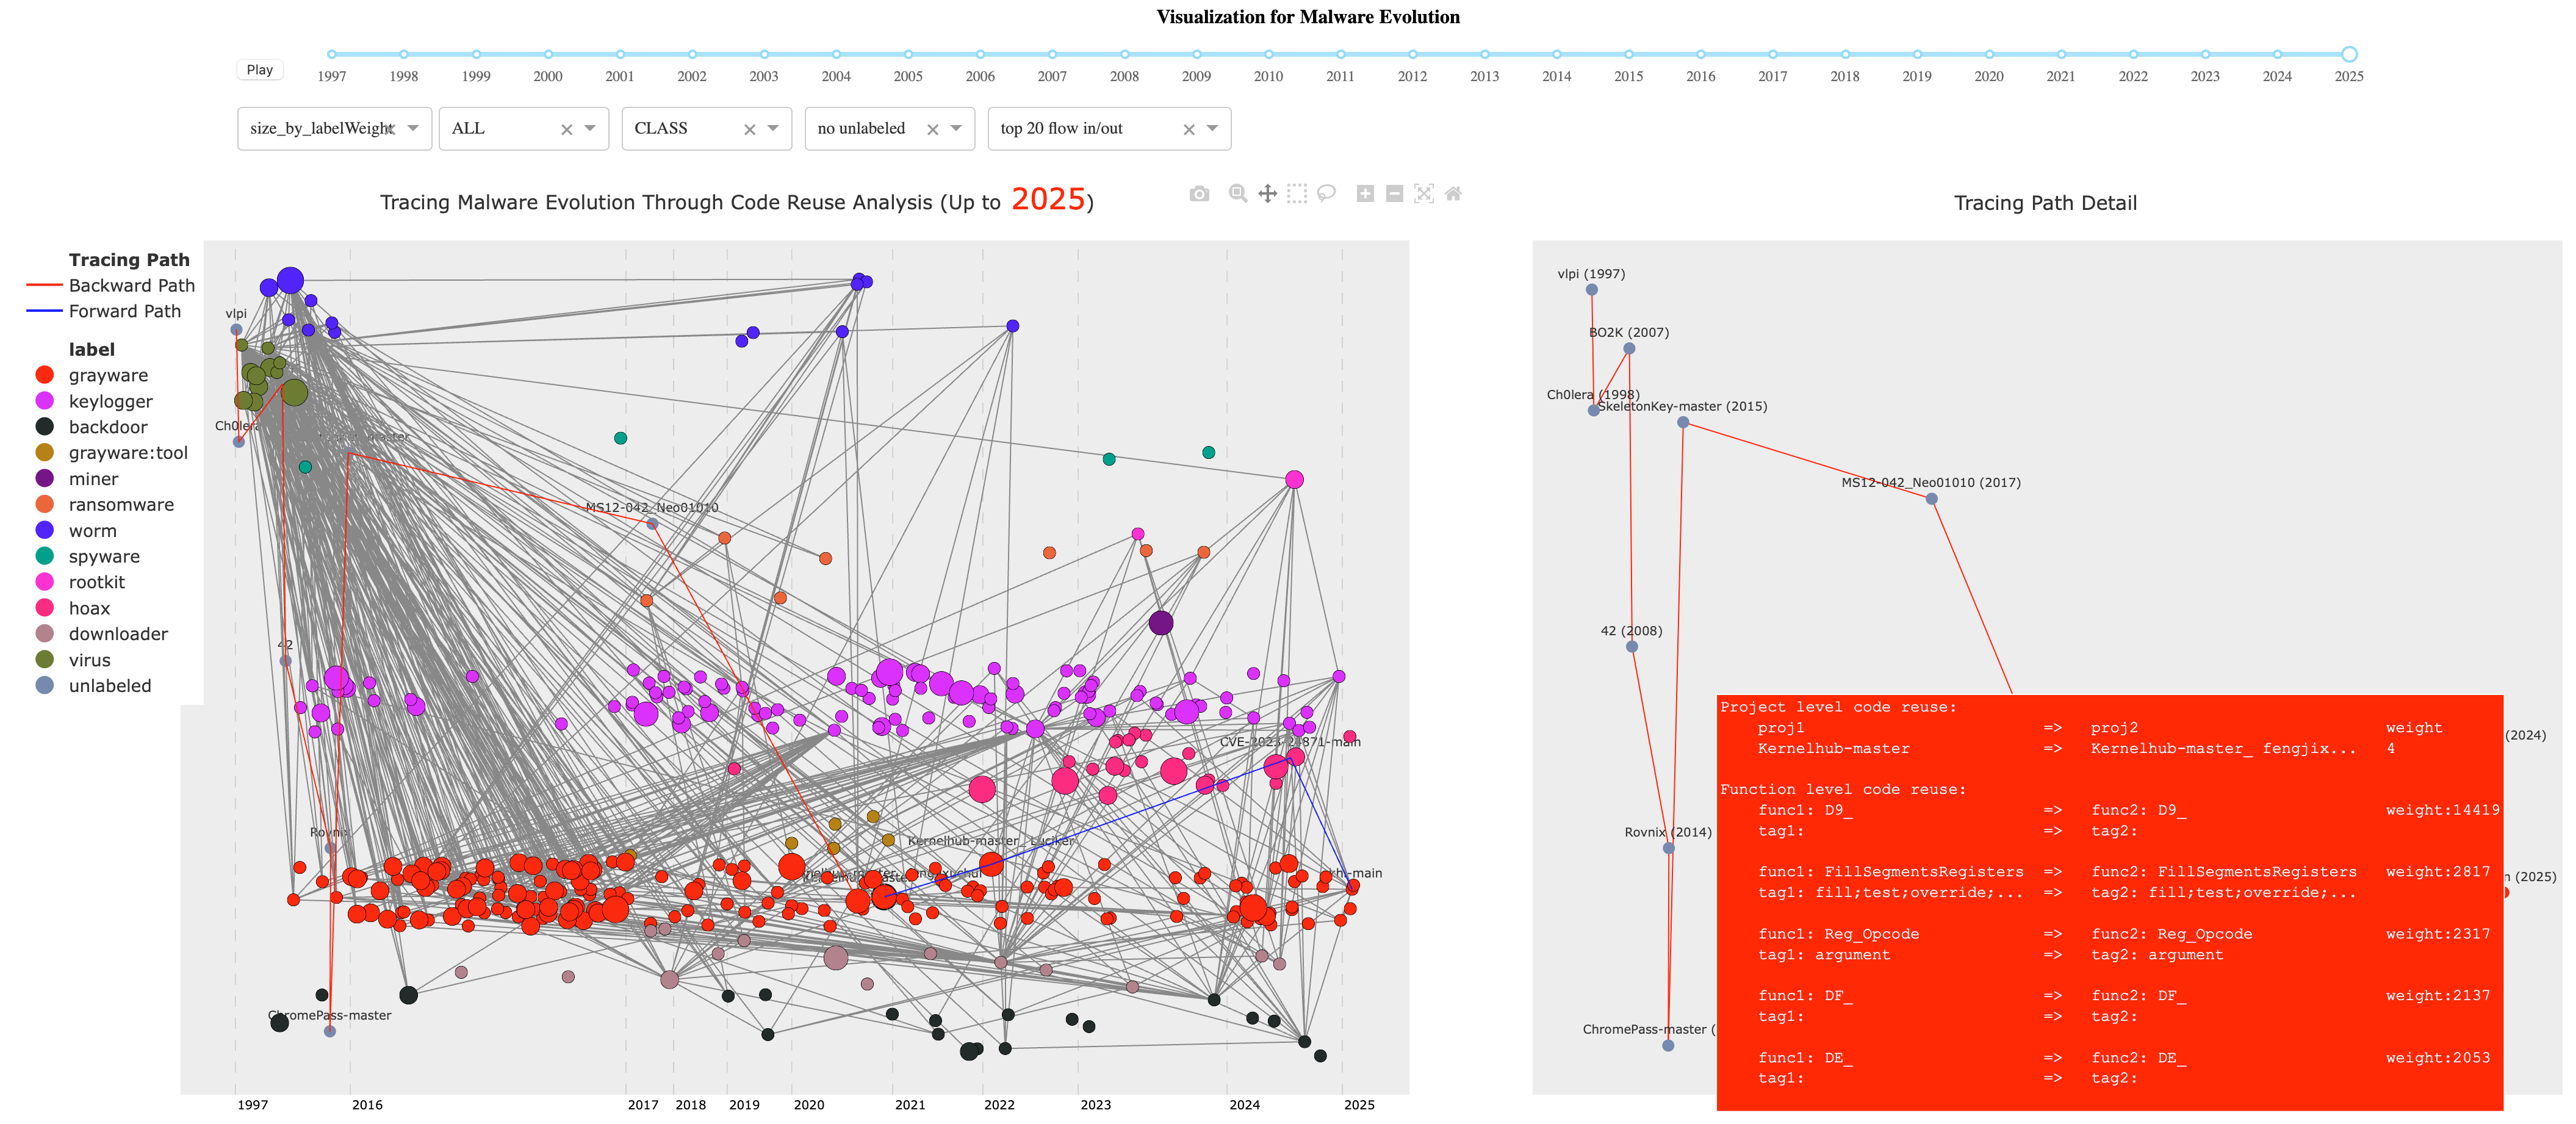 Visualization for Malware Evolution
Play
1997 1998 1999 2000 2001 2002 2003 2004 2005 2006 2007 2008 2009 2010 2011 2012 2013 2014 2015 2016 2017 2018 2019 2020 2021 2022 2023 2024 2025
size_by_labelWeight ALL CLASS no unlabeled top 20 flow in/out
Tracing Malware Evolution Through Code Reuse Analysis (Up to 2025)
Tracing Path
Backward Path
Forward Path
label
grayware
keylogger
backdoor
grayware:tool
miner
ransomware
worm
spyware
rootkit
hoax
downloader
virus
unlabeled
vlpi
Ch0lera
MS12-042_Neo01010
42
CVE-2023-21871-main
Rovnix
Kernelhub-master_ Luciker
ChromePass-master
1997 2016 2017 2018 2019 2020 2021 2022 2023 2024 2025
Tracing Path Detail
vlpi (1997)
BO2K (2007)
Ch0lera (1998)
SkeletonKey-master (2015)
MS12-042_Neo01010 (2017)
42 (2008)
(2024)
Rovnix (2014)
(2025)
ChromePass-master (
Project level code reuse:
proj1 => proj2 weight
Kernelhub-master => Kernelhub-master_ fengjix... 4
Function level code reuse:
func1: D9_ => func2: D9_ weight:14419
tag1: => tag2:
func1: FillSegmentsRegisters => func2: FillSegmentsRegisters weight:2817
tag1: fill;test;override;... => tag2: fill;test;override;...
func1: Reg_Opcode => func2: Reg_Opcode weight:2317
tag1: argument => tag2: argument
func1: DF_ => func2: DF_ weight:2137
tag1: => tag2:
func1: DE_ => func2: DE_ weight:2053
tag1: => tag2: